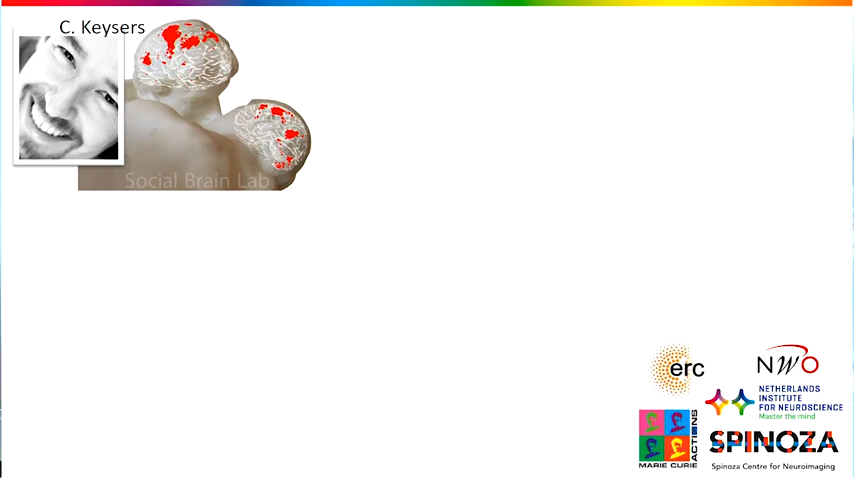 C. Keysers
Social Brain Lab
erc
NWO
NETHERLANDS
INSTITUTE
FOR NEUROSCIENCE
Master the mind
MARIE CURIE
ACTIONS
SPINOZA
Spinoza Centre for Neuroimaging